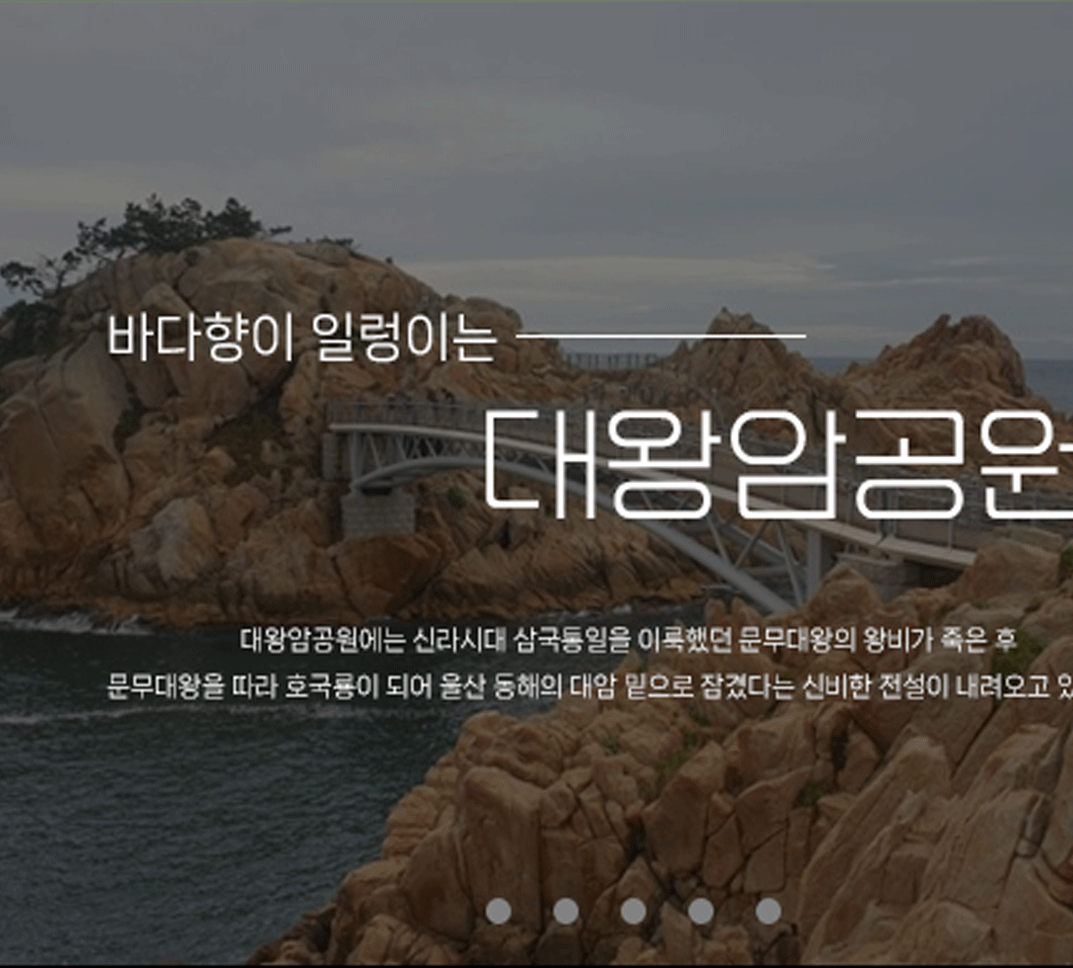 바다향이 일렁이는
대왕암공원
대왕암공원에는 신라시대 삼국통일을 이룩했던 문무대왕의 왕비가 죽은 후
문무대왕을 따라 호국룡이 되어 울산 동해의 대암 밑으로 잠겼다는 신비한 전설이 내려오고